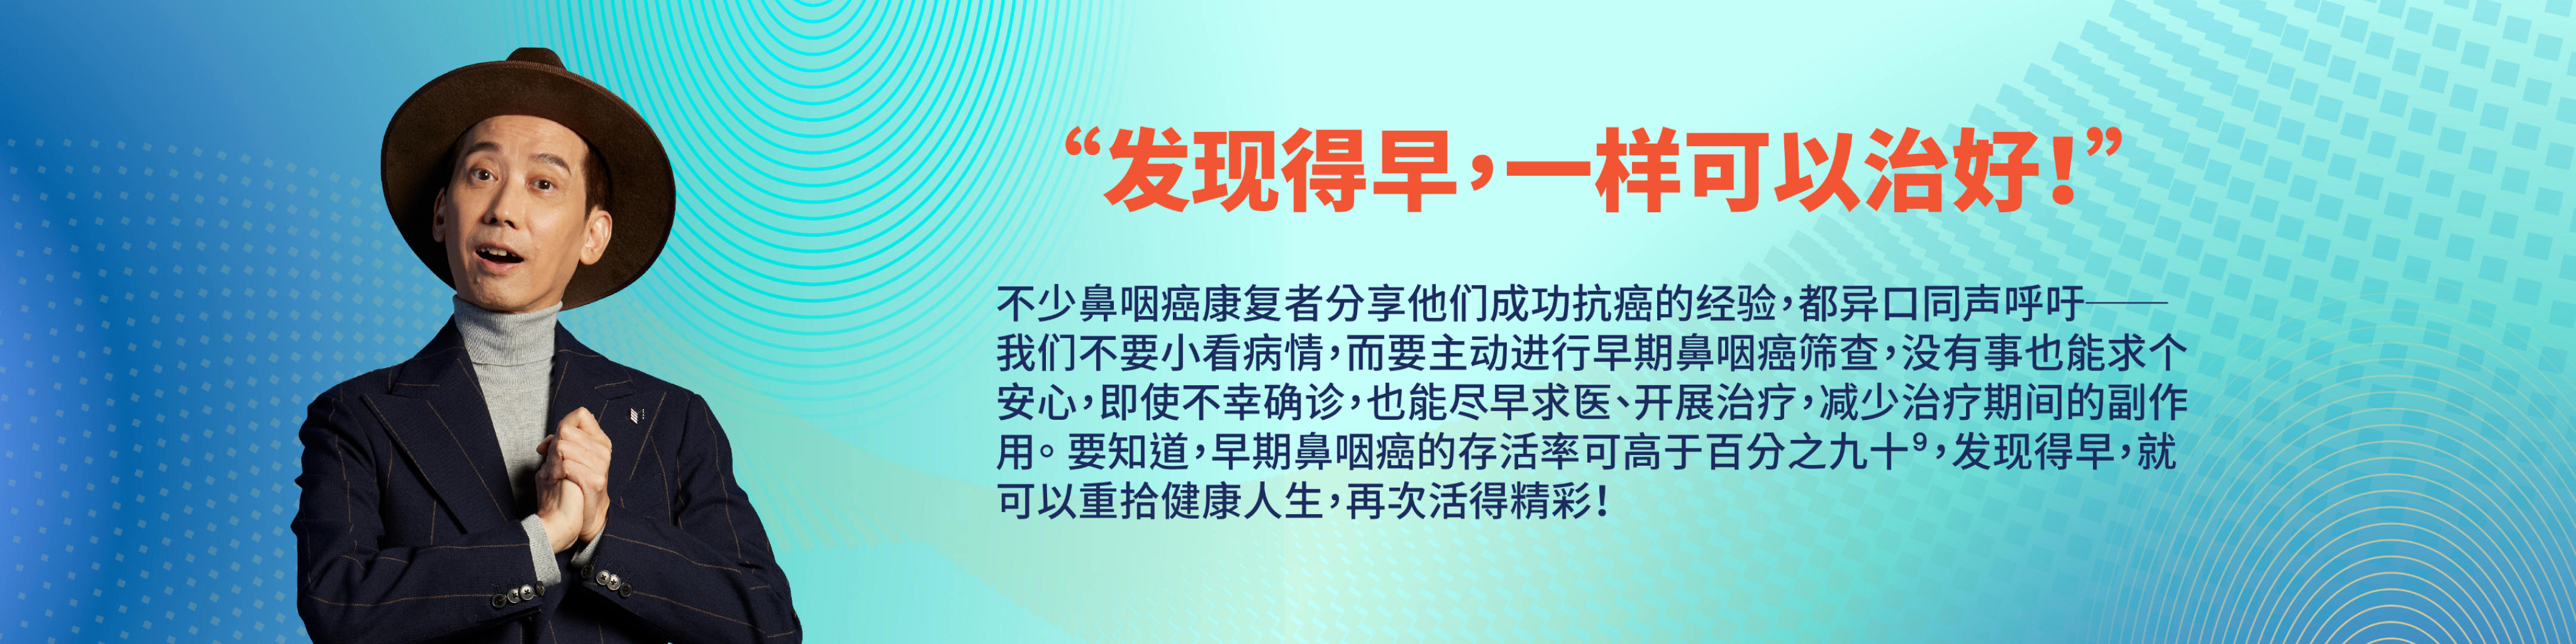 “发现得早，一样可以治好！”
不少鼻咽癌康复者分享他们成功抗癌的经验，都异口同声呼吁——
我们不要小看病情，而要主动进行早期鼻咽癌筛查，没有事也能求个
安心，即使不幸确诊，也能尽早求医、开展治疗，减少治疗期间的副作
用。要知道，早期鼻咽癌的存活率可高于百分之九十⁹，发现得早，就
可以重拾健康人生，再次活得精彩！